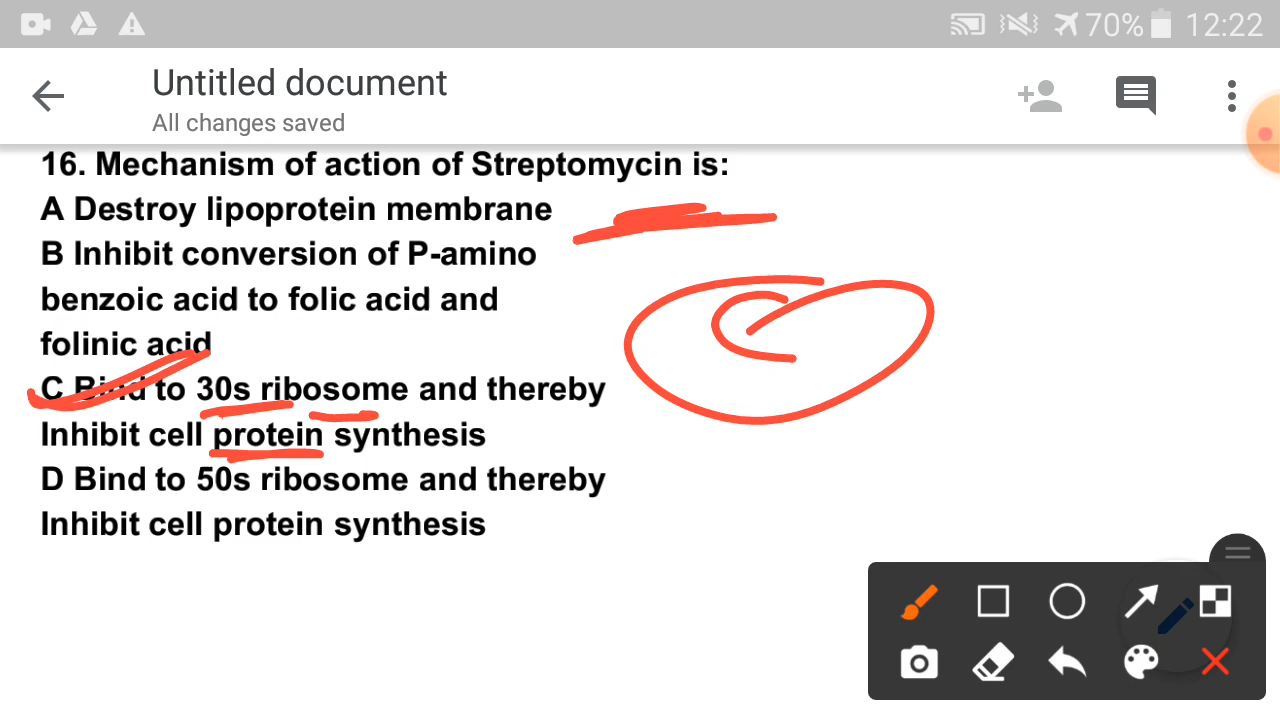 70% 12:22
Untitled document
All changes saved
16. Mechanism of action of Streptomycin is:
A Destroy lipoprotein membrane
B Inhibit conversion of P-amino
benzoic acid to folic acid and
folinic acid
C Bind to 30s ribosome and thereby
Inhibit cell protein synthesis
D Bind to 50s ribosome and thereby
Inhibit cell protein synthesis
C